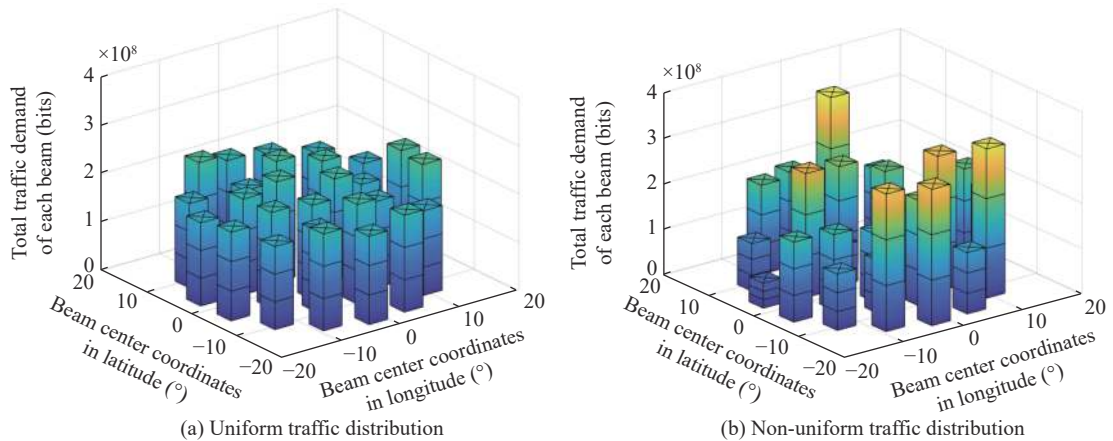 ×10⁸
4
3
2
1
0
Total traffic demand
of each beam (bits)
20
10
0
−10
−20
Beam center coordinates
in latitude (°)
−20
−10
0
10
20
Beam center coordinates
in longitude (°)
(a) Uniform traffic distribution
×10⁸
4
3
2
1
0
Total traffic demand
of each beam (bits)
20
10
0
−10
−20
Beam center coordinates
in latitude (°)
−20
−10
0
10
20
Beam center coordinates
in longitude (°)
(b) Non-uniform traffic distribution